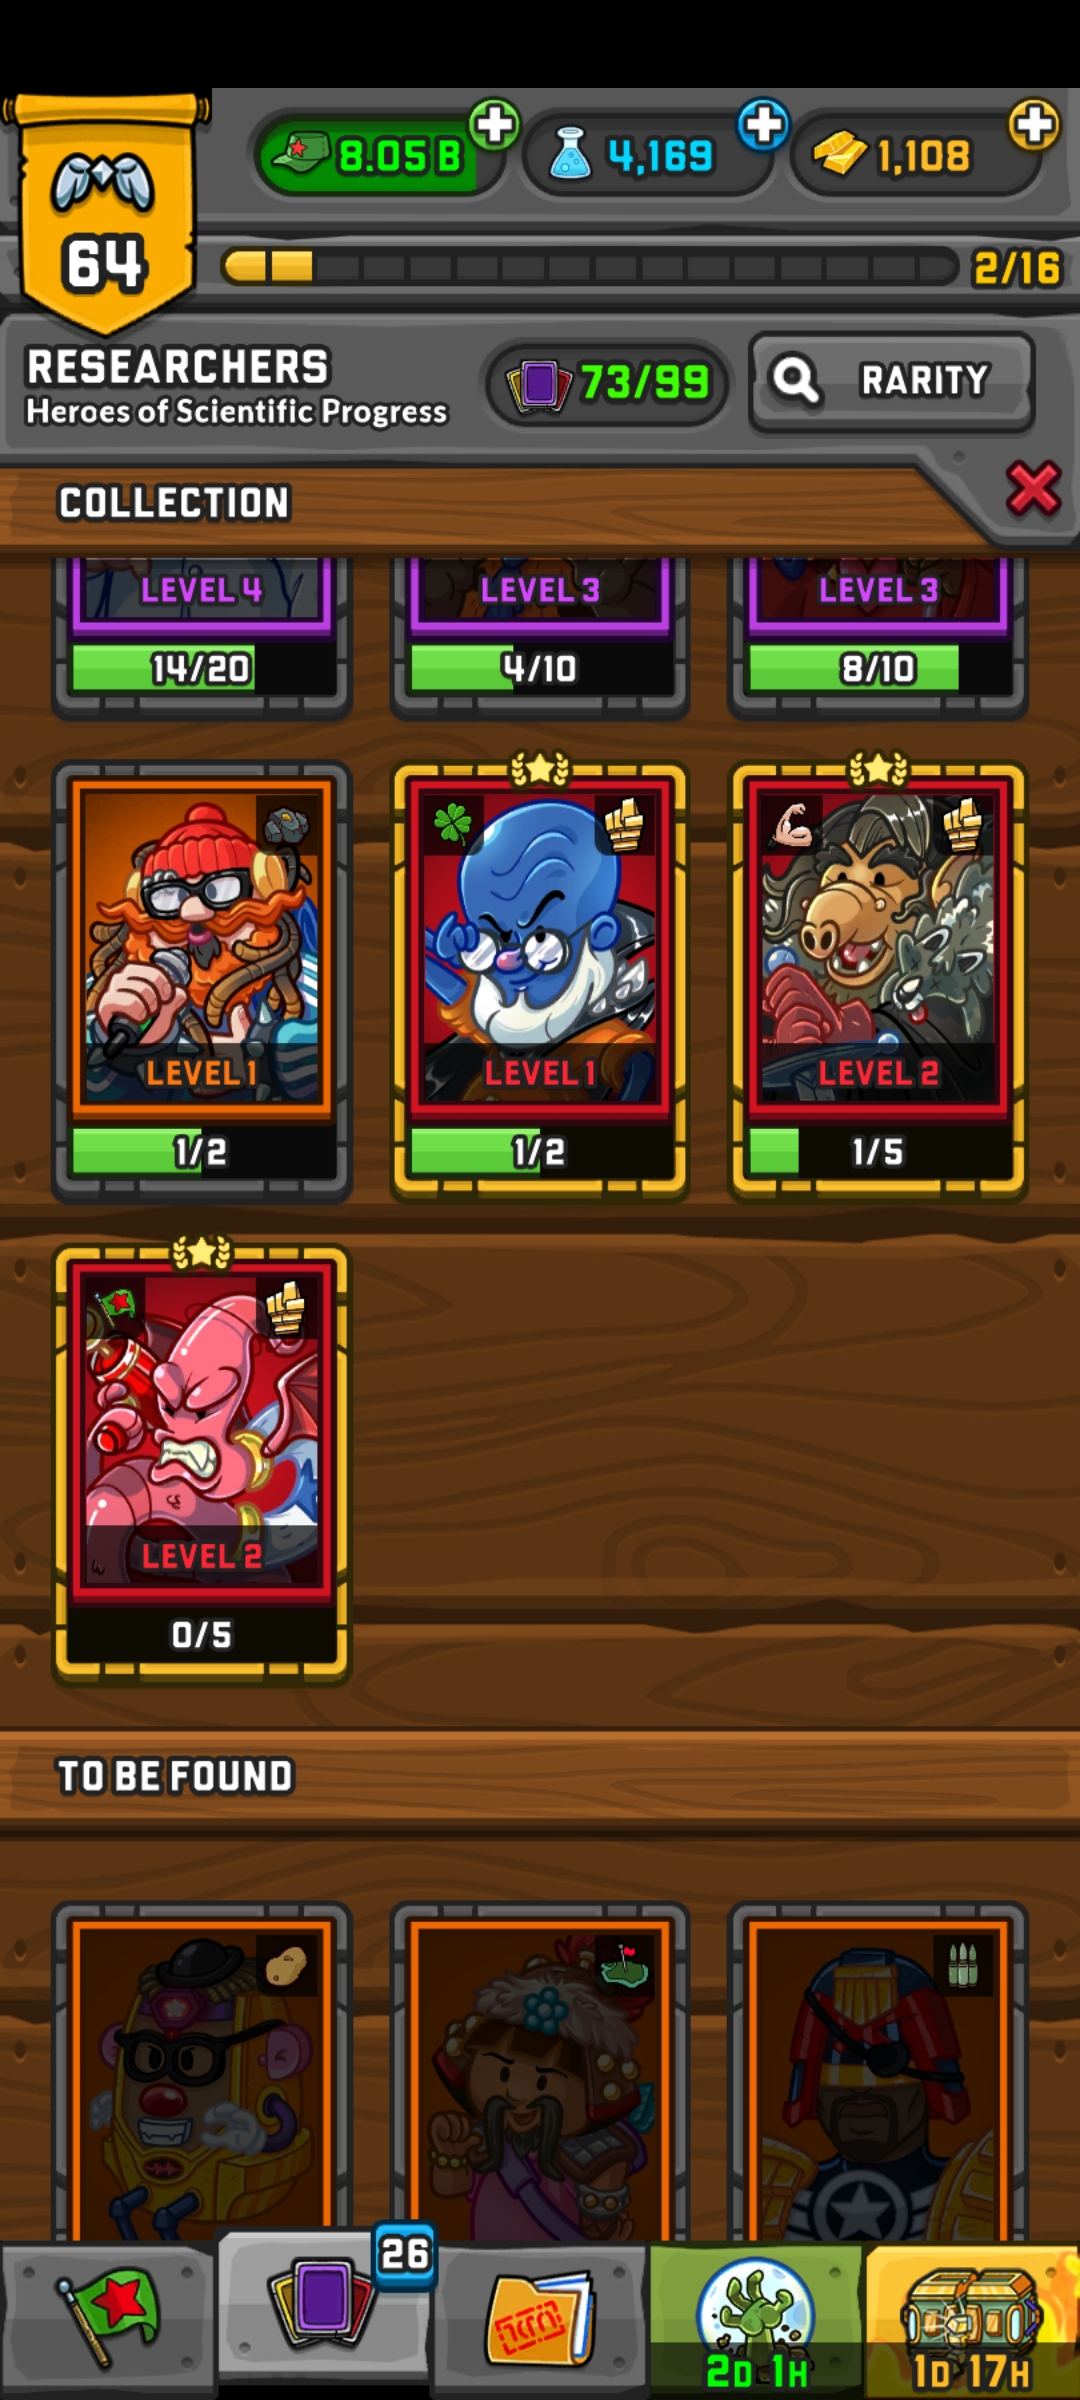 8.05 B
4,169
1,108
64
2/16
RESEARCHERS
Heroes of Scientific Progress
73/99
RARITY
COLLECTION
LEVEL 4
LEVEL 3
LEVEL 3
14/20
4/10
8/10
LEVEL 1
LEVEL 1
LEVEL 2
1/2
1/2
1/5
LEVEL 2
0/5
TO BE FOUND
26
2D 1H
1D 17H